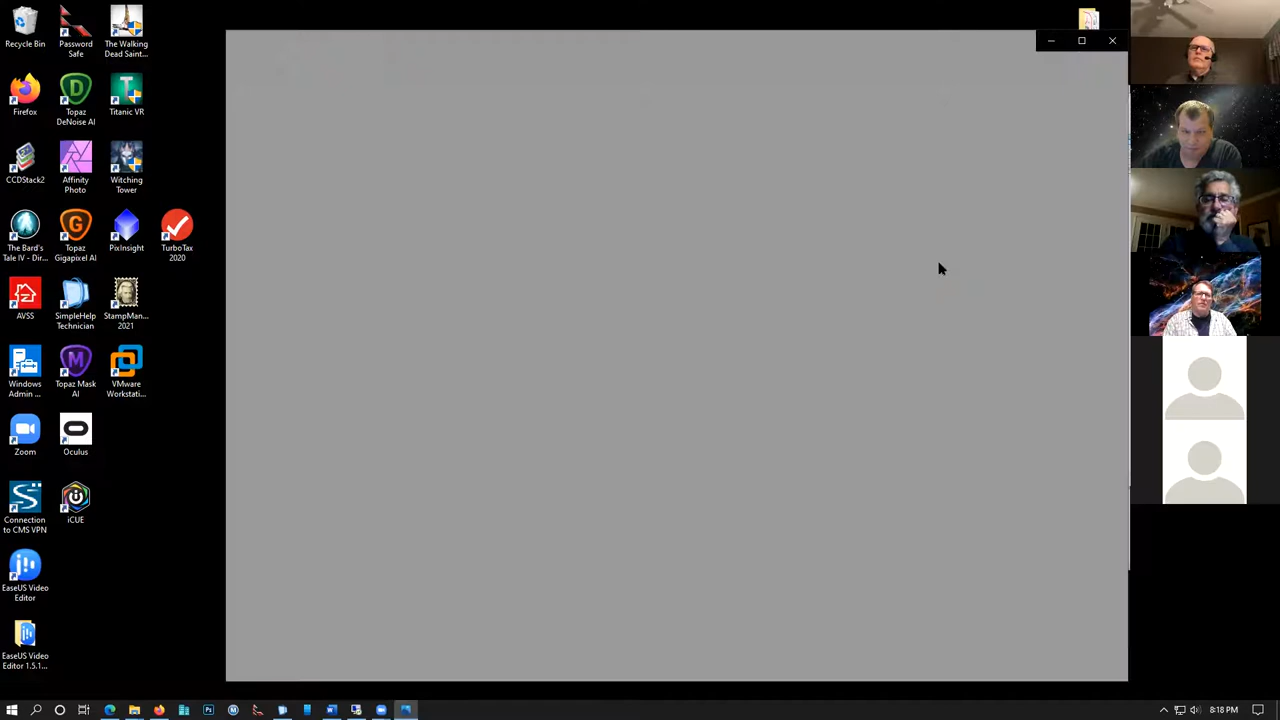 Recycle Bin
Password
Safe
The Walking
Dead Saint...
Firefox
Topaz
DeNoise AI
Titanic VR
CCDStack2
Affinity
Photo
Witching
Tower
The Bard's
Tale IV - Dir...
Topaz
Gigapixel AI
PixInsight
TurboTax
2020
AVSS
SimpleHelp
Technician
StampMan...
2021
Windows
Admin ...
Topaz Mask
AI
VMware
Workstati...
Zoom
Oculus
Connection
to CMS VPN
iCUE
EaseUS Video
Editor
EaseUS Video
Editor 1.5.1...
8:18 PM